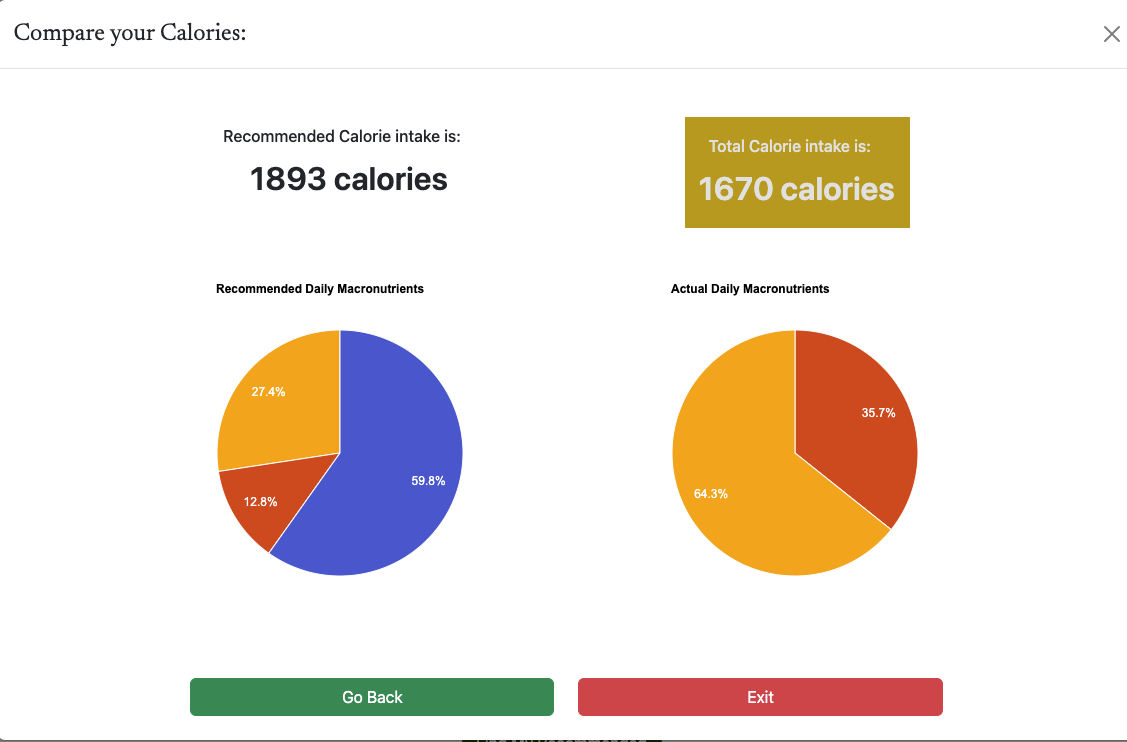 Compare your Calories:
Recommended Calorie intake is:
1893 calories
Total Calorie intake is:
1670 calories
Recommended Daily Macronutrients
27.4%
12.8%
59.8%
Actual Daily Macronutrients
35.7%
64.3%
Go Back
Exit